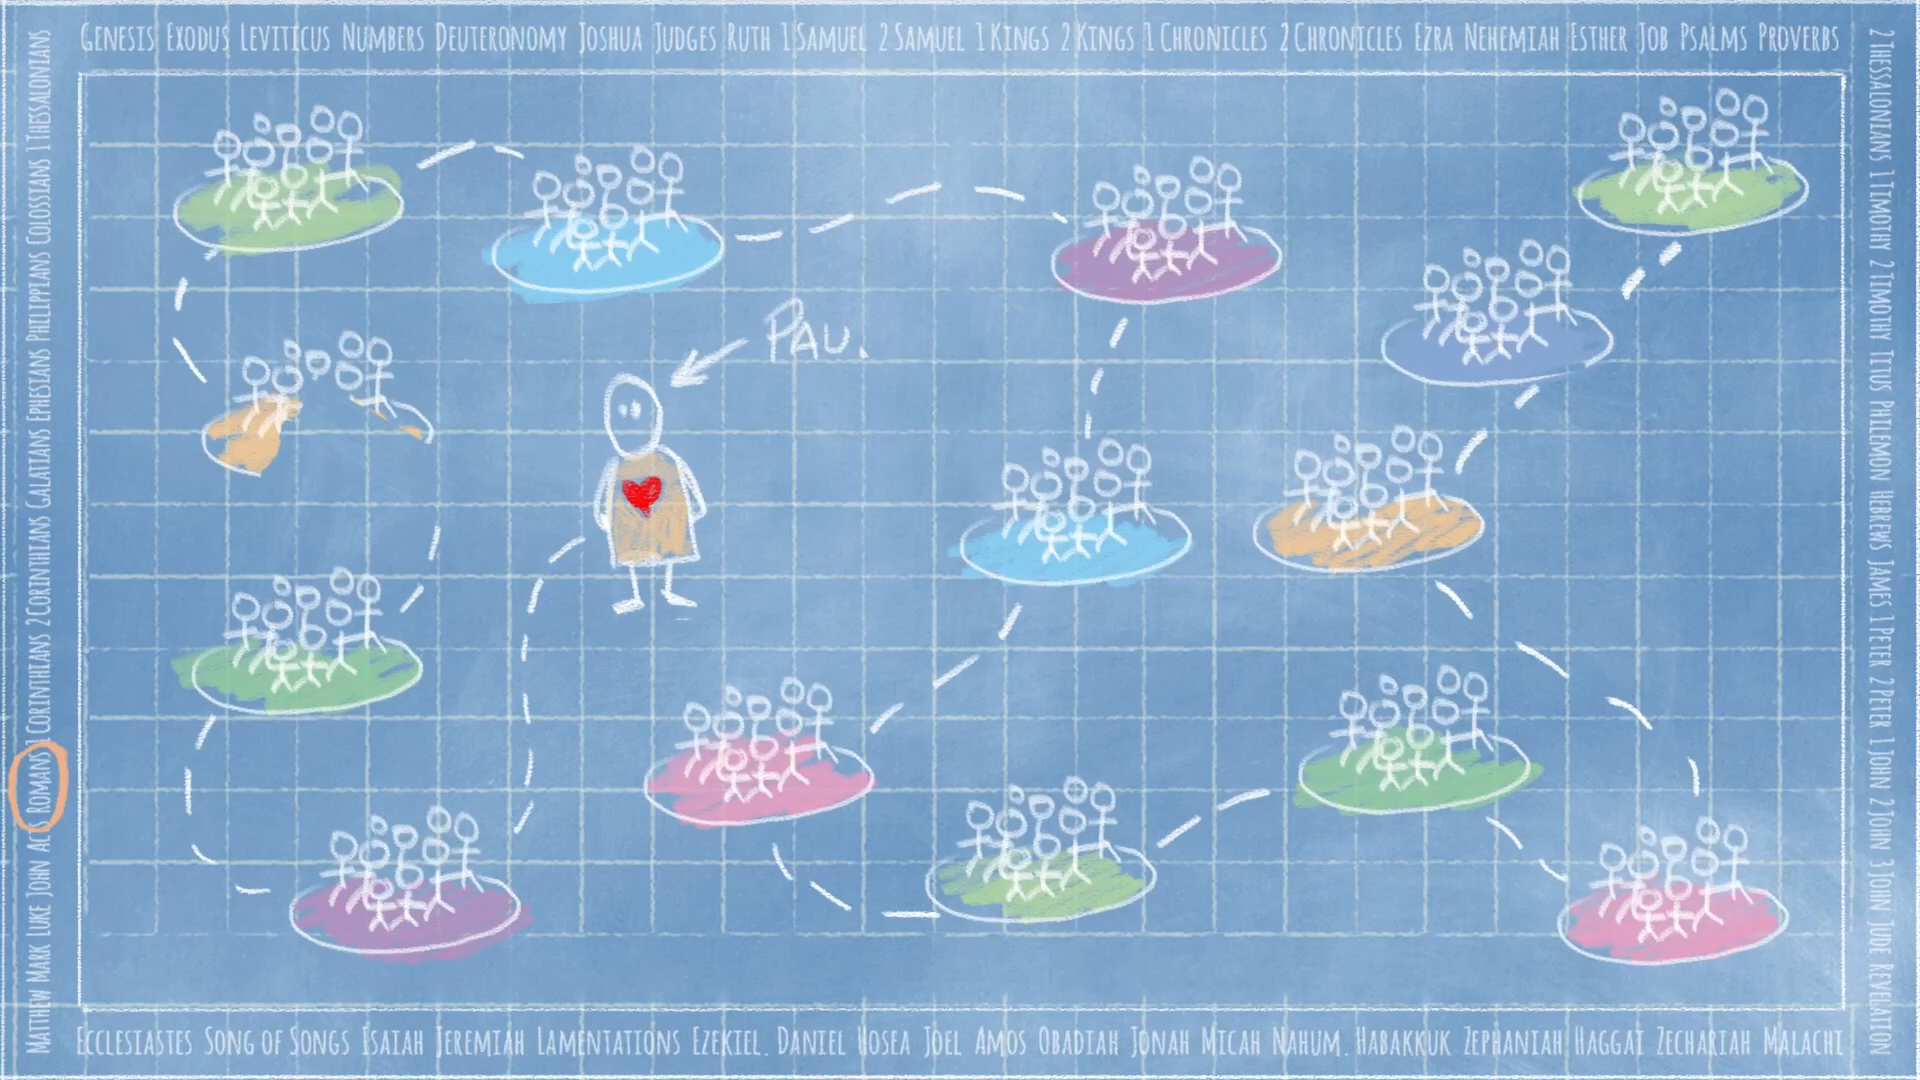 GENESIS EXODUS LEVITICUS NUMBERS DEUTERONOMY JOSHUA JUDGES RUTH 1 SAMUEL 2 SAMUEL 1 KINGS 2 KINGS 1 CHRONICLES 2 CHRONICLES EZRA NEHEMIAH ESTHER JOB PSALMS PROVERBS
PAU.
ECCLESIASTES SONG OF SONGS ISAIAH JEREMIAH LAMENTATIONS EZEKIEL. DANIEL HOSEA JOEL AMOS OBADIAH JONAH MICAH NAHUM. HABAKKUK ZEPHANIAH HAGGAI ZECHARIAH MALACHI
MATTHEW MARK LUKE JOHN AC S ROMANS 1 CORINTHIANS 2 CORINTHIANS GALATIANS EPHESIANS PHILIPPIANS COLOSSIANS 1 THESSALONIANS
2 THESSALONIANS 1 TIMOTHY 2 TIMOTHY TITUS PHILEMON HEBREWS JAMES 1 PETER 2 PETER 1 JOHN 2 JOHN 3 JOHN JUDE REVELATION